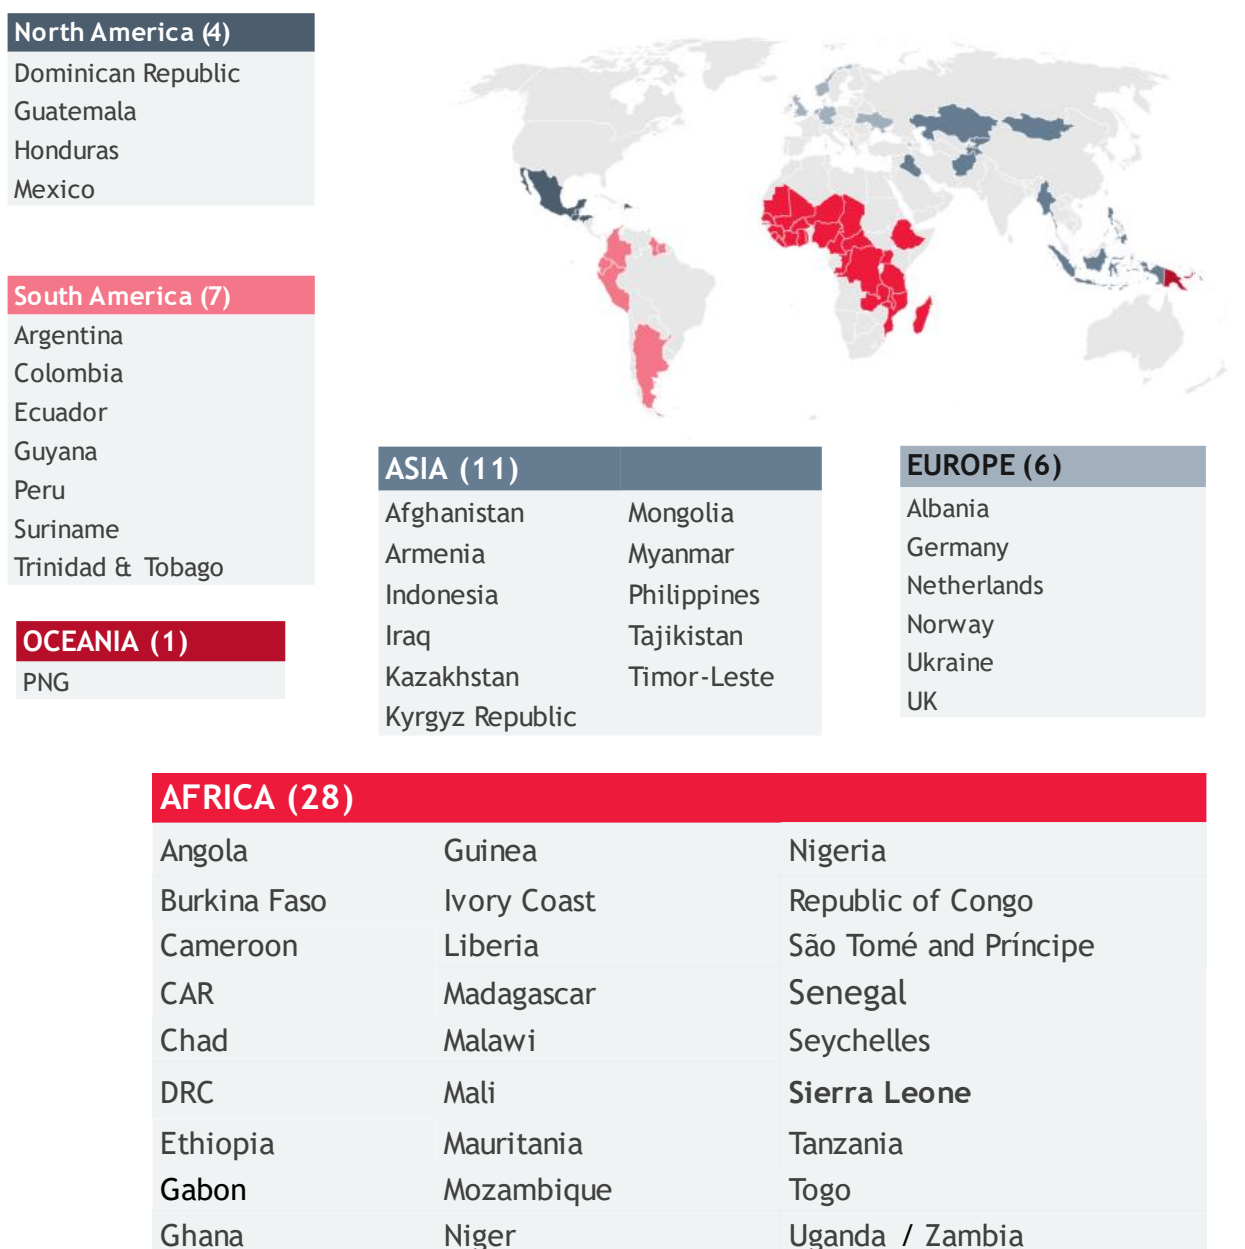 North America (4)
Dominican Republic
Guatemala
Honduras
Mexico
South America (7)
Argentina
Colombia
Ecuador
Guyana
Peru
Suriname
Trinidad & Tobago
OCEANIA (1)
PNG
ASIA (11)
Afghanistan Mongolia
Armenia Myanmar
Indonesia Philippines
Iraq Tajikistan
Kazakhstan Timor-Leste
Kyrgyz Republic
EUROPE (6)
Albania
Germany
Netherlands
Norway
Ukraine
UK
AFRICA (28)
Angola Guinea Nigeria
Burkina Faso Ivory Coast Republic of Congo
Cameroon Liberia São Tomé and Príncipe
CAR Madagascar Senegal
Chad Malawi Seychelles
DRC Mali Sierra Leone
Ethiopia Mauritania Tanzania
Gabon Mozambique Togo
Ghana Niger Uganda / Zambia